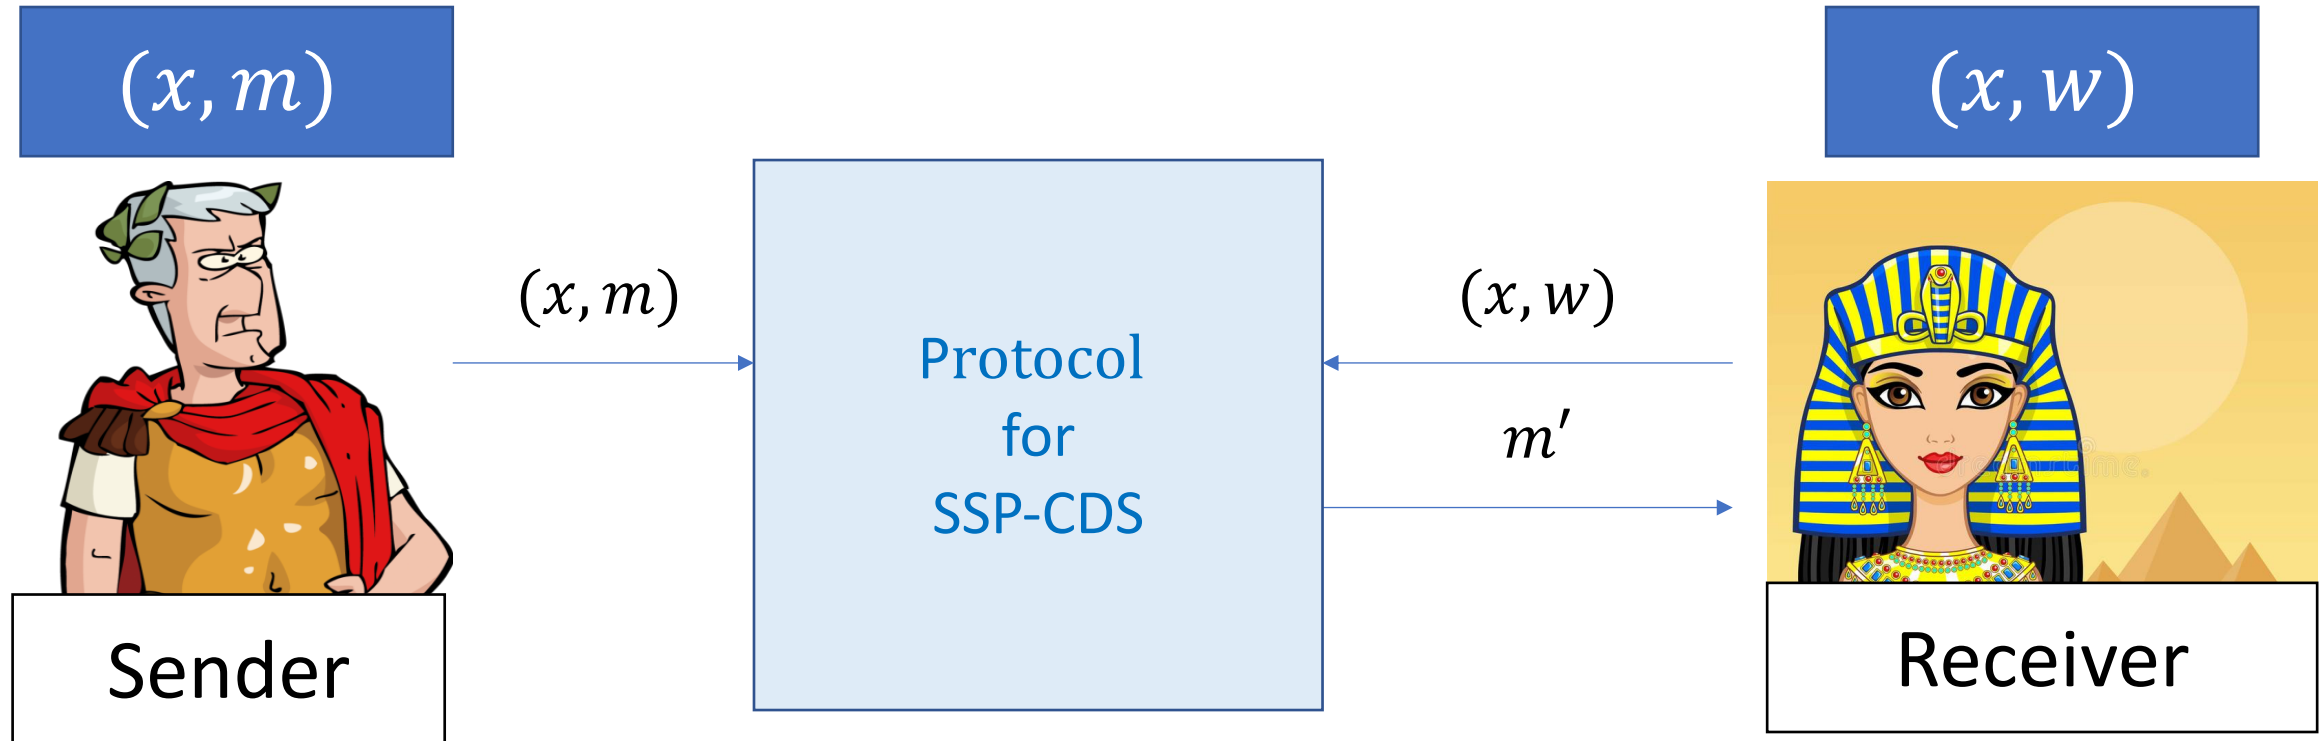 (x, m)
(x, w)
(x, m)
(x, w)
Protocol
for
SSP-CDS
m′
Sender
Receiver